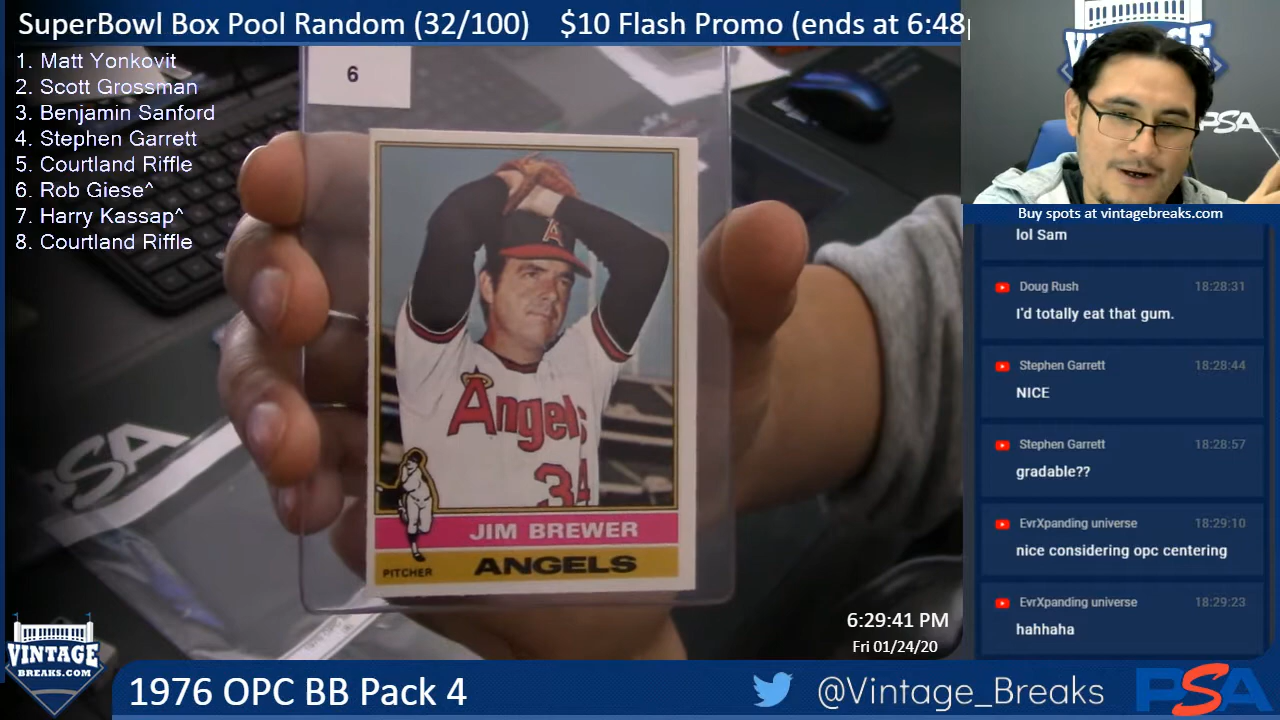 SuperBowl Box Pool Random (32/100) $10 Flash Promo (ends at 6:48
1. Matt Yonkovit
2. Scott Grossman
3. Benjamin Sanford
4. Stephen Garrett
5. Courtland Riffle
6. Rob Giese^
7. Harry Kassap^
8. Courtland Riffle
6
A
Angels
34
JIM BREWER
PITCHER ANGELS
PSA
VINTAGE
PSA
Buy spots at vintagebreaks.com
lol Sam
Doug Rush 18:28:31
I'd totally eat that gum.
Stephen Garrett 18:28:44
NICE
Stephen Garrett 18:28:57
gradable??
EvrXpanding universe 18:29:10
nice considering opc centering
EvrXpanding universe 18:29:23
hahhaha
6:29:41 PM
Fri 01/24/20
VINTAGE
BREAKS.COM
1976 OPC BB Pack 4
@Vintage_Breaks
PSA